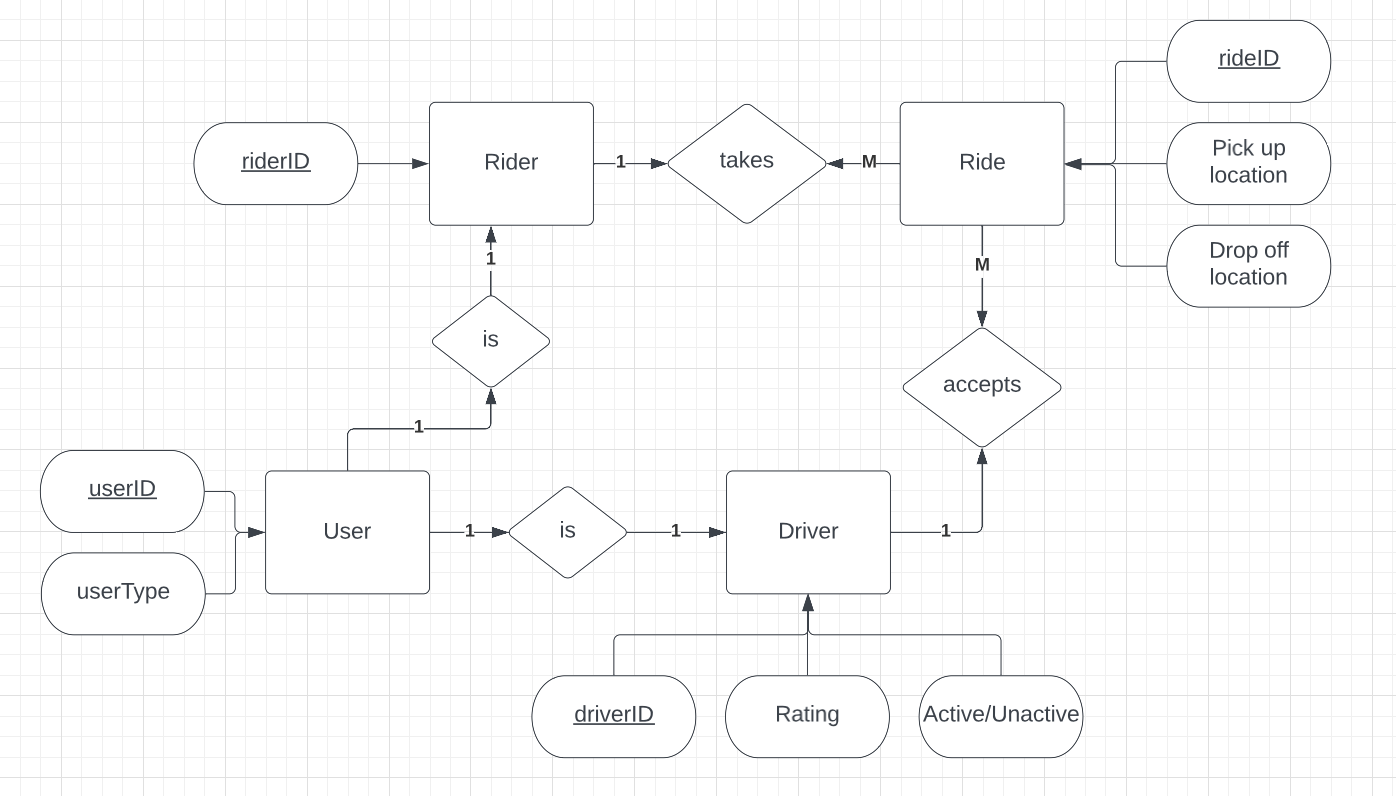 rideID
riderID
Rider
1
takes
M
Ride
Pick up
location
Drop off
location
1
M
is
accepts
1
userID
userType
User
1
is
1
Driver
1
driverID
Rating
Active/Unactive